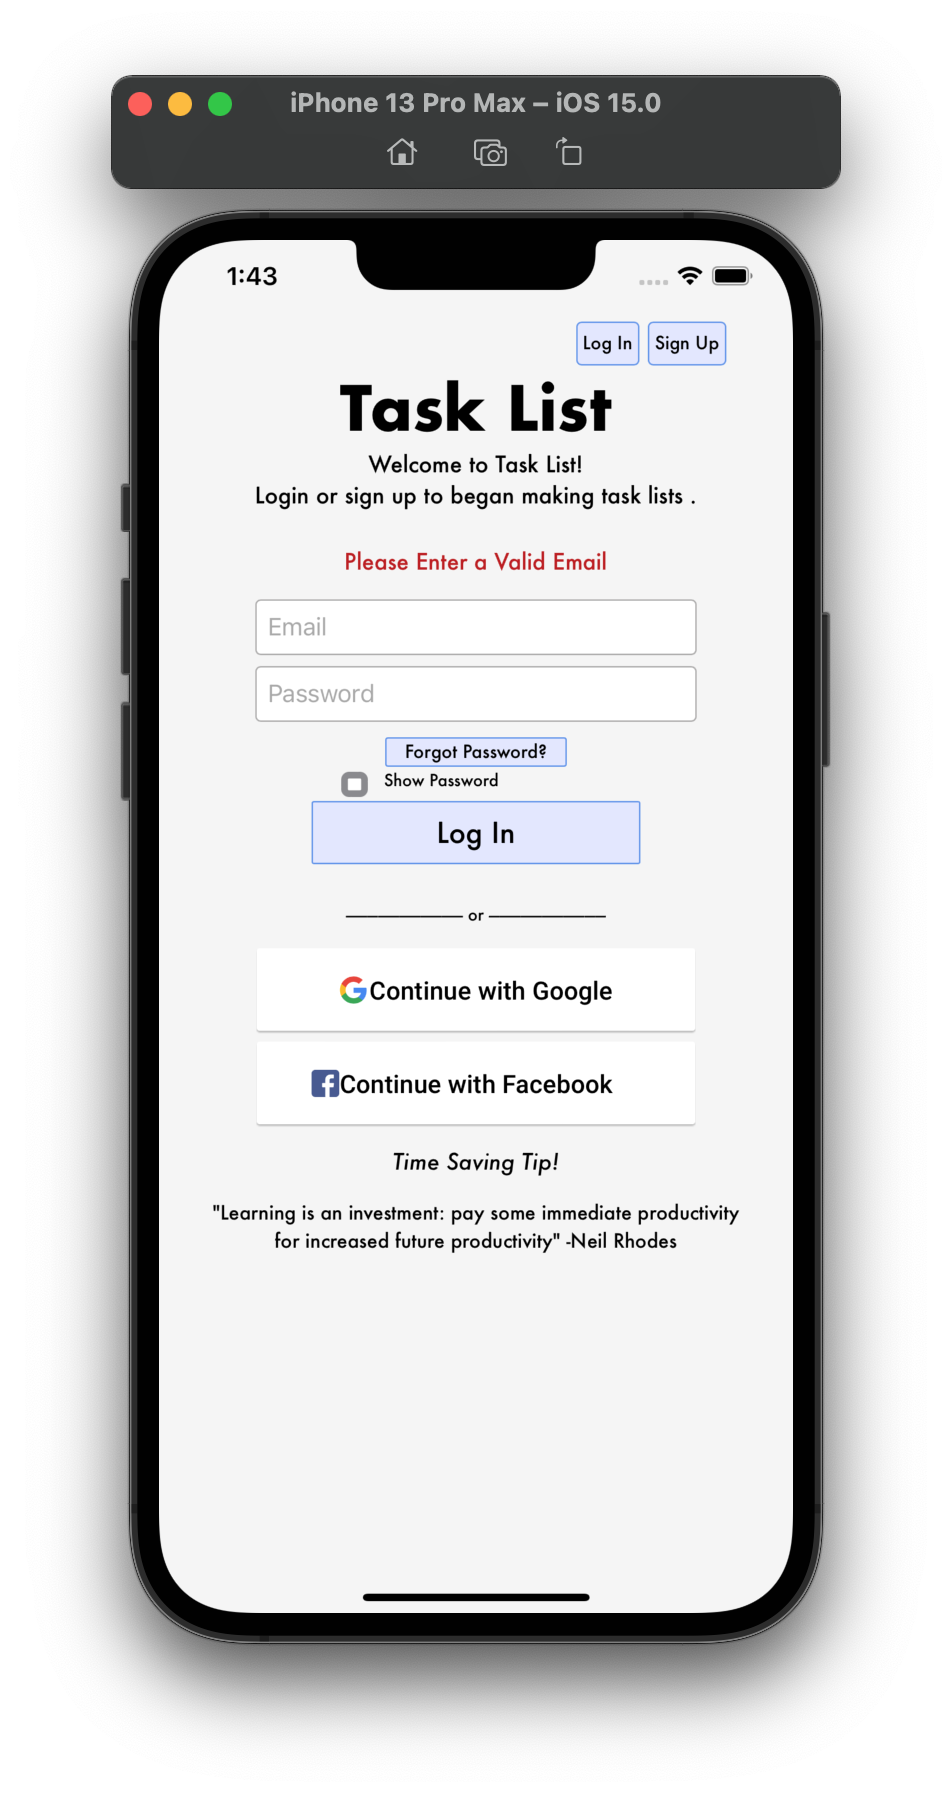 iPhone 13 Pro Max – iOS 15.0
1:43
Log In Sign Up
Task List
Welcome to Task List!
Login or sign up to began making task lists .
Please Enter a Valid Email
Email
Password
Forgot Password?
Show Password
Log In
or
Continue with Google
Continue with Facebook
Time Saving Tip!
"Learning is an investment: pay some immediate productivity
for increased future productivity" -Neil Rhodes